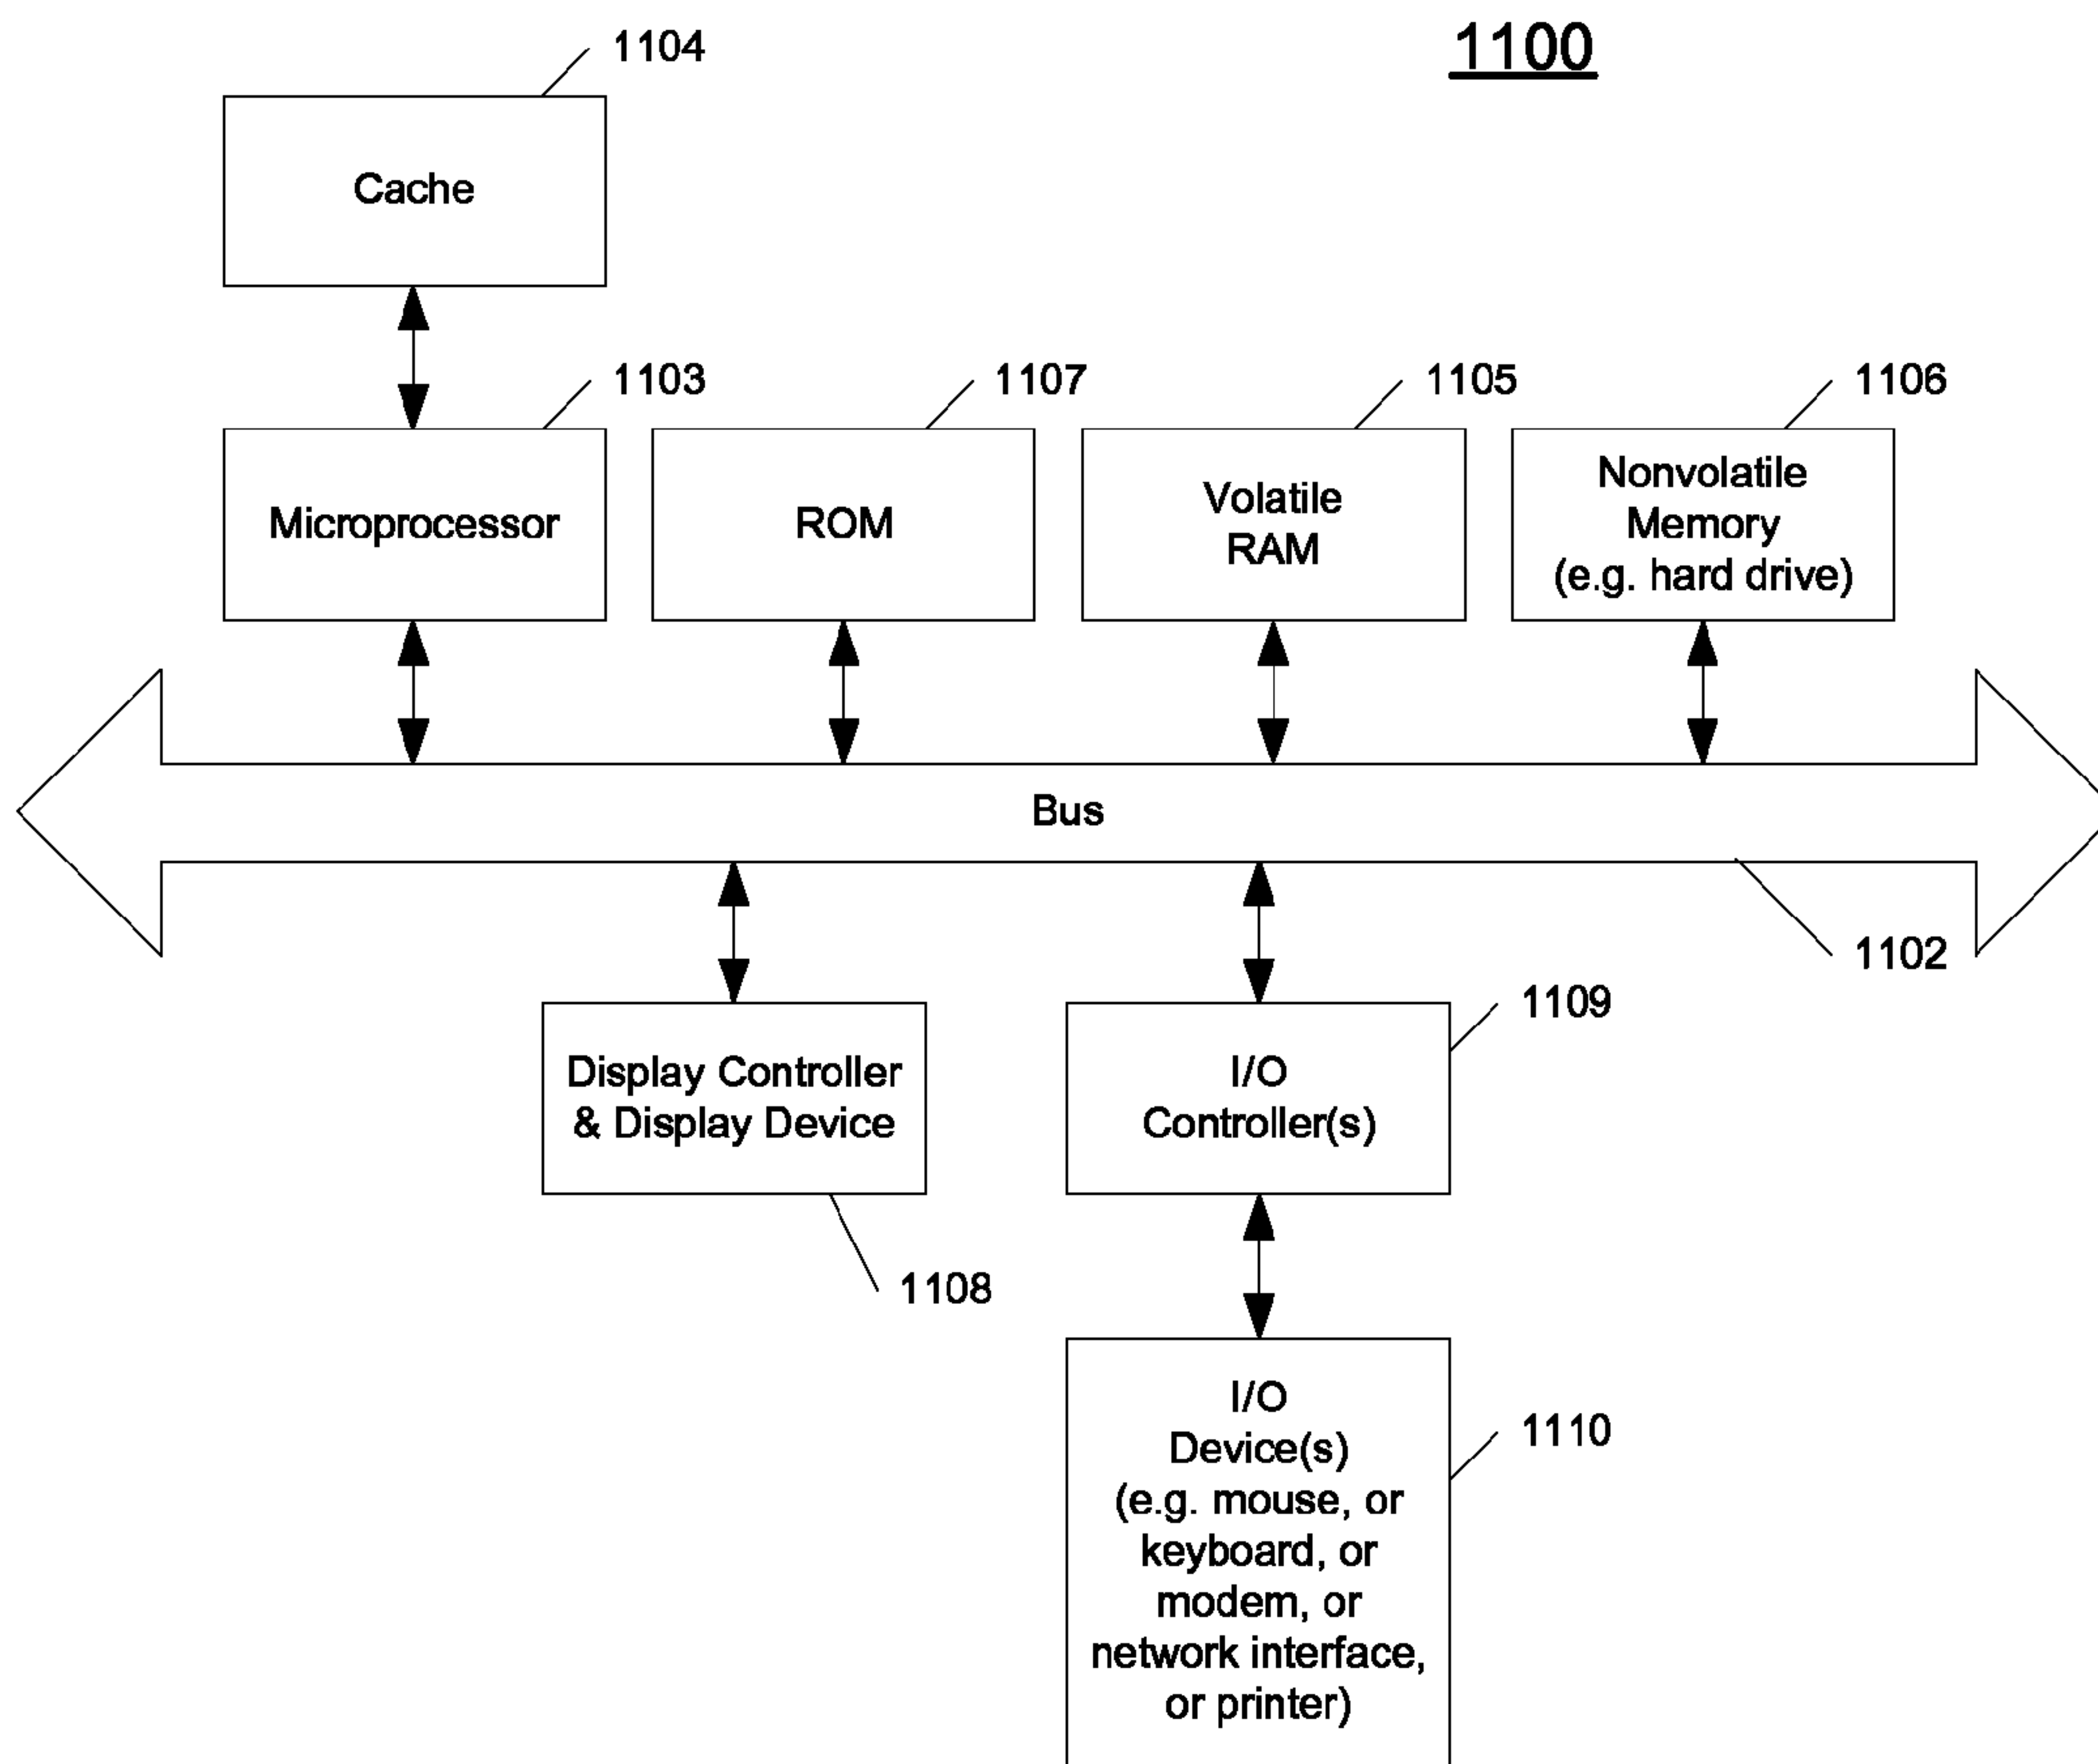 1104
1100
Cache
1103
1107
1105
1106
Microprocessor
ROM
Volatile
RAM
Nonvolatile
Memory
(e.g. hard drive)
Bus
1102
1109
Display Controller
& Display Device
I/O
Controller(s)
1108
I/O
Device(s)
(e.g. mouse, or
keyboard, or
modem, or
network interface,
or printer)
1110